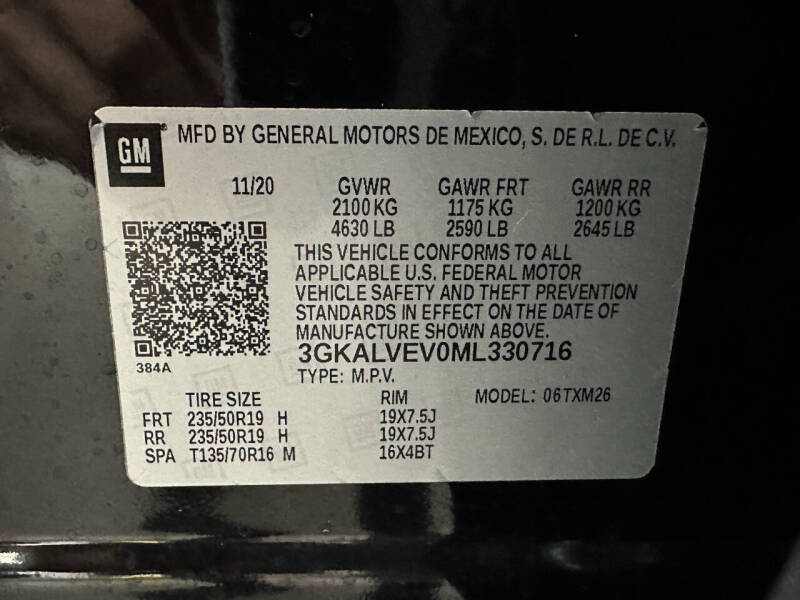 GM® MFD BY GENERAL MOTORS DE MEXICO, S. DE R.L. DE C.V.
11/20 GVWR GAWR FRT GAWR RR
2100 KG 1175 KG 1200 KG
4630 LB 2590 LB 2645 LB
THIS VEHICLE CONFORMS TO ALL
APPLICABLE U.S. FEDERAL MOTOR
VEHICLE SAFETY AND THEFT PREVENTION
STANDARDS IN EFFECT ON THE DATE OF
MANUFACTURE SHOWN ABOVE.
3GKALVEV0ML330716
384A
TYPE: M.P.V.
TIRE SIZE RIM MODEL: 06TXM26
FRT 235/50R19 H 19X7.5J
RR 235/50R19 H 19X7.5J
SPA T135/70R16 M 16X4BT